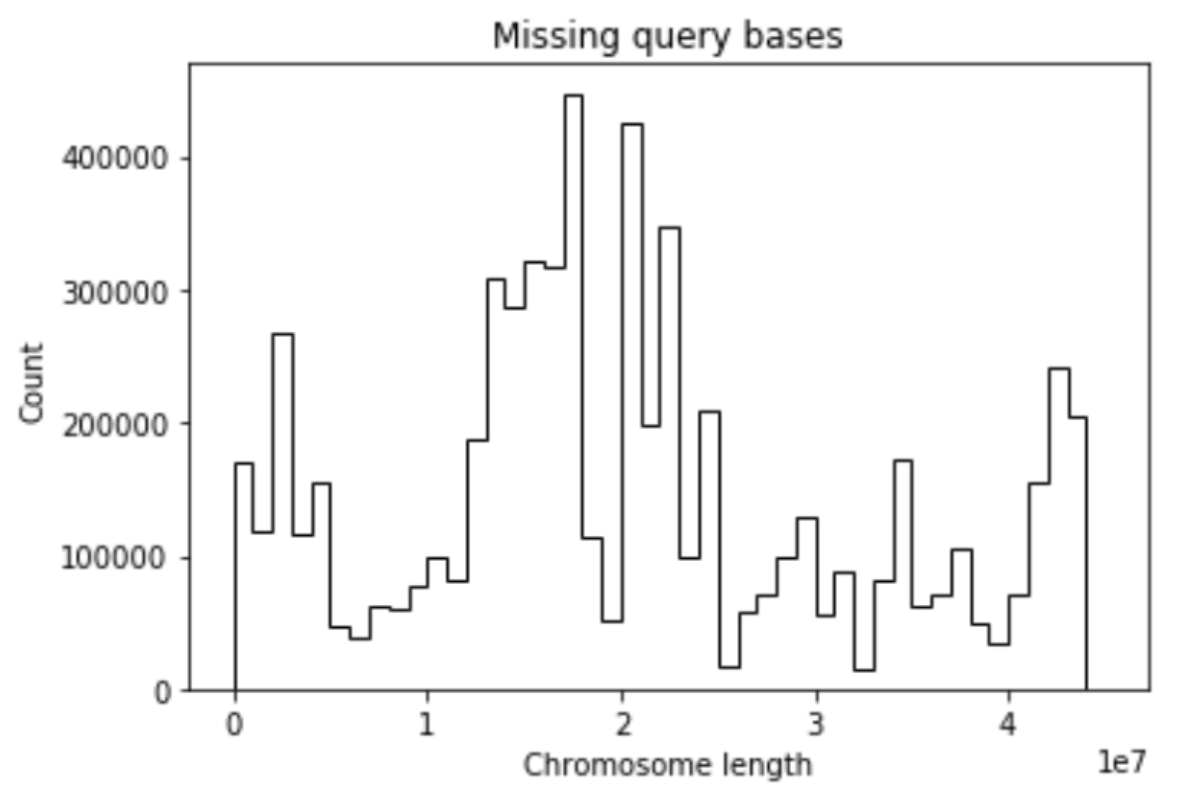 Missing query bases
400000
300000
200000
100000
0
Count
0 1 2 3 4
1e7
Chromosome length